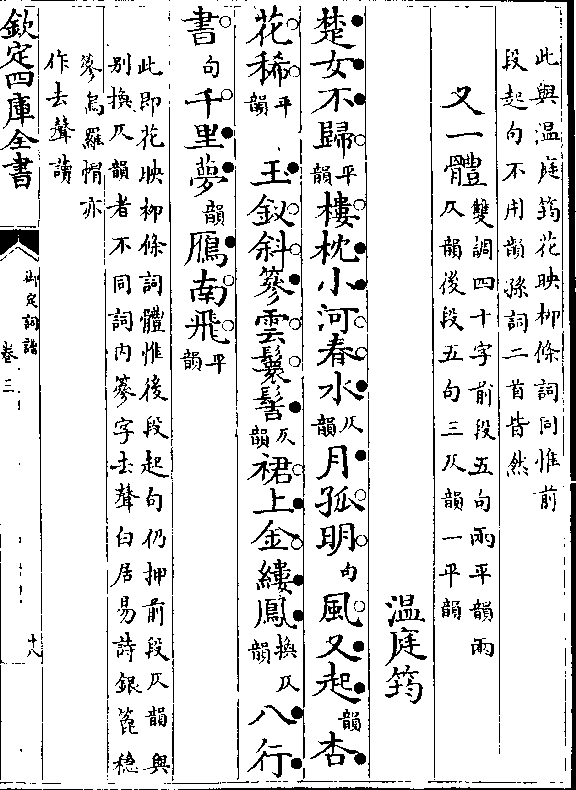 此與温庭筠花映柳條詞同惟前
段起句不用韻孫詞二首皆然
又一體雙調四十字前段五句兩平韻兩
仄韻後段五句三仄韻一平韻
温庭筠
楚女不歸平韻樓枕小河春水仄韻月孤明句風又起韻杏
花稀平韻 玉釵斜篸雲鬟髻仄韻裙上金縷鳳換仄韻八行
書句千里夢韻鴈南飛平韻
此即花映柳條詞體惟後段起句仍押前段仄韻與
别換仄韻者不同詞内篸字去聲白居易詩銀篦穏
篸烏羅帽亦
作去聲讀
欽定四庫全書
御定詞譜
卷三
十八